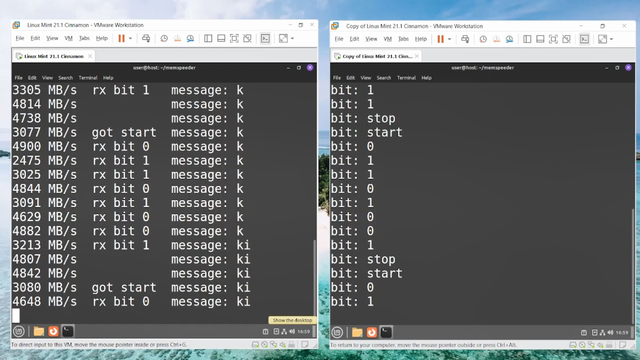 Linux Mint 21.1 Cinnamon - VMware Workstation
File Edit View VM Tabs Help
Linux Mint 21.1 Cinnamon
user@host: ~/memspeeder
File Edit View Search Terminal Help
3305 MB/s rx bit 1 message: k
4814 MB/s message: k
4738 MB/s message: k
3077 MB/s got start message: k
4900 MB/s rx bit 0 message: k
2475 MB/s rx bit 1 message: k
3025 MB/s rx bit 1 message: k
4844 MB/s rx bit 0 message: k
3091 MB/s rx bit 1 message: k
4629 MB/s rx bit 0 message: k
4882 MB/s rx bit 0 message: k
3213 MB/s rx bit 1 message: ki
4807 MB/s message: ki
4842 MB/s message: ki
3080 MB/s got start message: ki
4648 MB/s rx bit 0 message: ki
Show the desktop
16:59
To direct input to this VM, move the mouse pointer inside or press Ctrl+G.
Copy of Linux Mint 21.1 Cinnamon - VMware Workstation
File Edit View VM Tabs Help
Copy of Linux Mint 21.1 Cinn...
user@host: ~/memspeeder
File Edit View Search Terminal Help
bit: 1
bit: 1
bit: stop
bit: start
bit: 0
bit: 1
bit: 1
bit: 0
bit: 1
bit: 0
bit: 0
bit: 1
bit: stop
bit: start
bit: 0
bit: 1
16:59
To return to your computer, move the mouse pointer outside or press Ctrl+Alt.